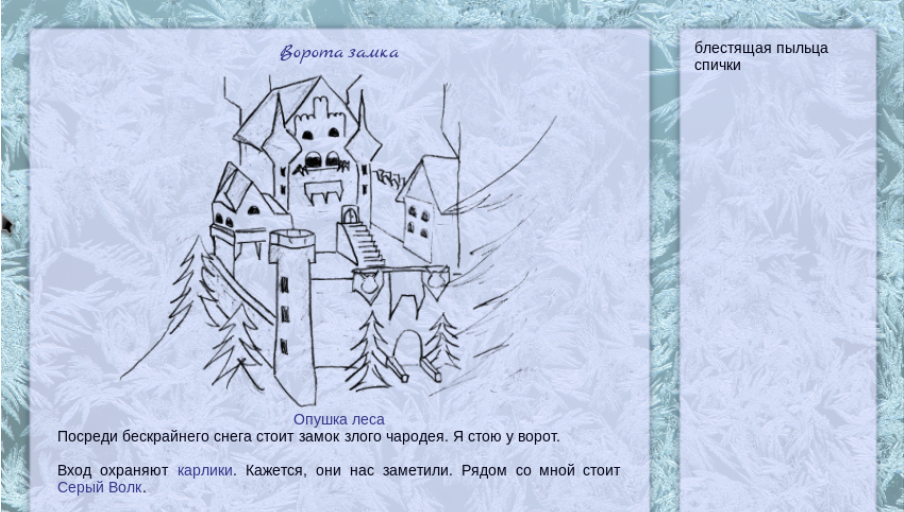 Ворота замка
Опушка леса
Посреди бескрайнего снега стоит замок злого чародея. Я стою у ворот.
Вход охраняют карлики. Кажется, они нас заметили. Рядом со мной стоит
Серый Волк.
блестящая пыльца
спички